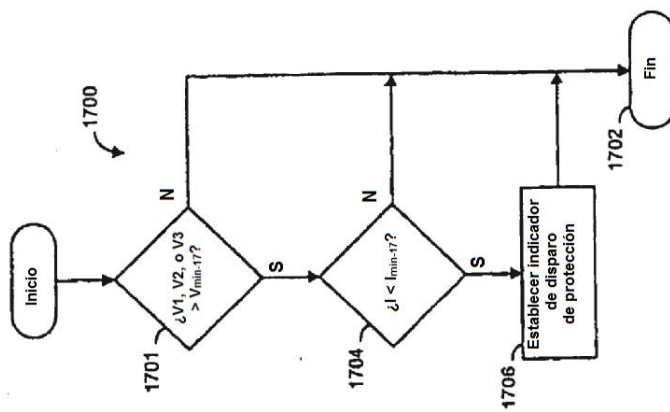 1700
Inicio
¿V1, V2, o V3
> Vmin-17?
N
S
1701
¿I < Imin-17?
N
S
1704
Establecer indicador
de disparo
de protección
1706
Fin
1702